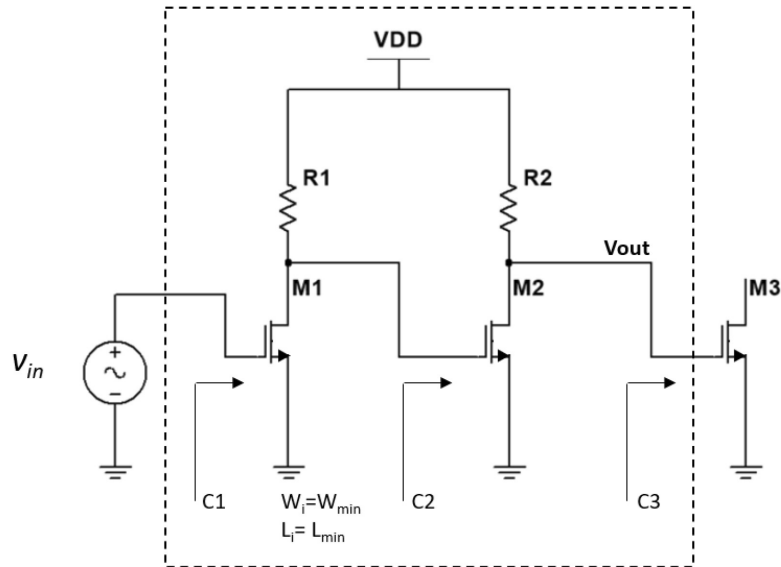 VDD
R1
R2
Vout
M1
M2
M3
+
-
Vin
C1
Wi=Wmin
Li= Lmin
C2
C3